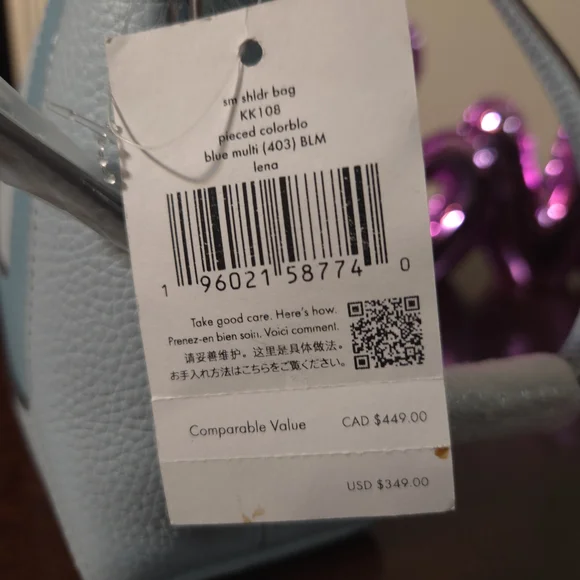 sm shldr bag
KK108
pieced colorblo
blue multi (403) BLM
lena
1 96021 58774 0
Take good care. Here's how.
Prenez-en bien soin. Voici comment.
请妥善维护。这里是具体做法。
お手入れ方法はこちらをご覧ください。
Comparable Value CAD $449.00
USD $349.00